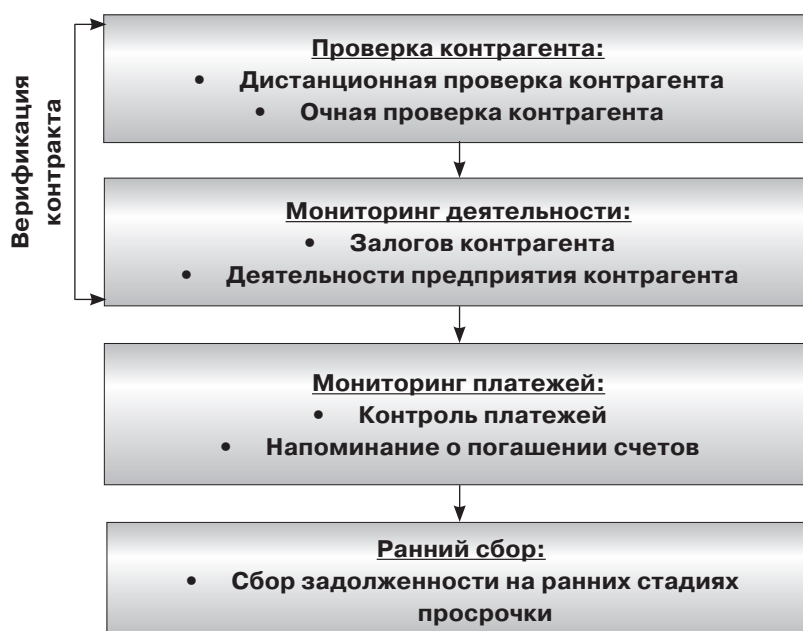 Верификация
контракта
Проверка контрагента:
• Дистанционная проверка контрагента
• Очная проверка контрагента
Мониторинг деятельности:
• Залогов контрагента
• Деятельности предприятия контрагента
Мониторинг платежей:
• Контроль платежей
• Напоминание о погашении счетов
Ранний сбор:
• Сбор задолженности на ранних стадиях
просрочки